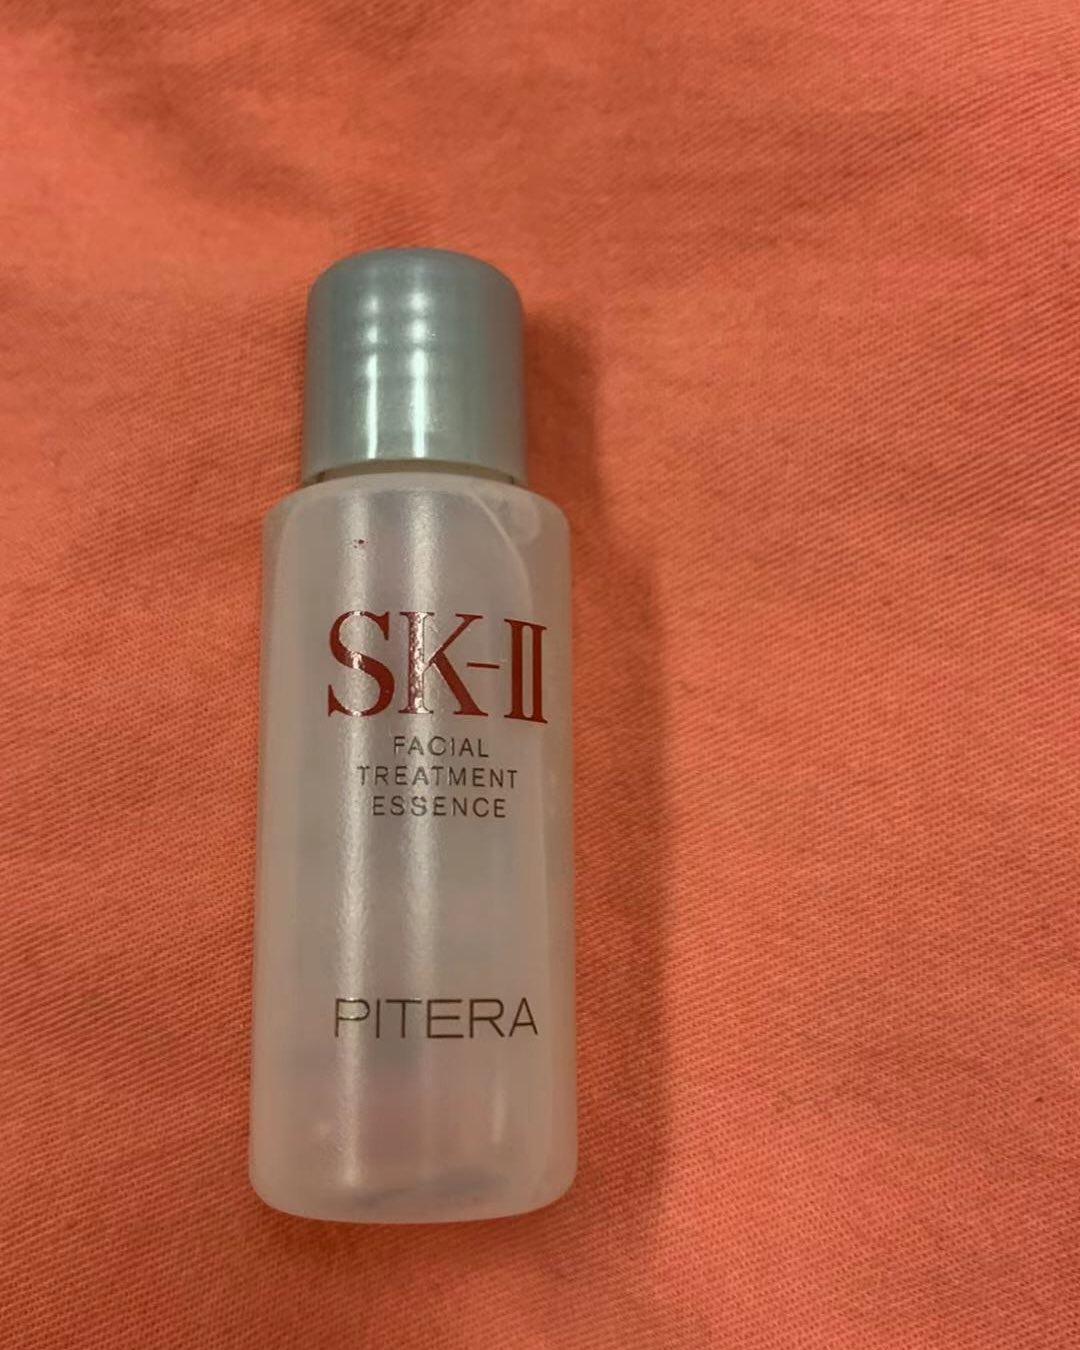 SK-II
FACIAL
TREATMENT
ESSENCE
PITERA